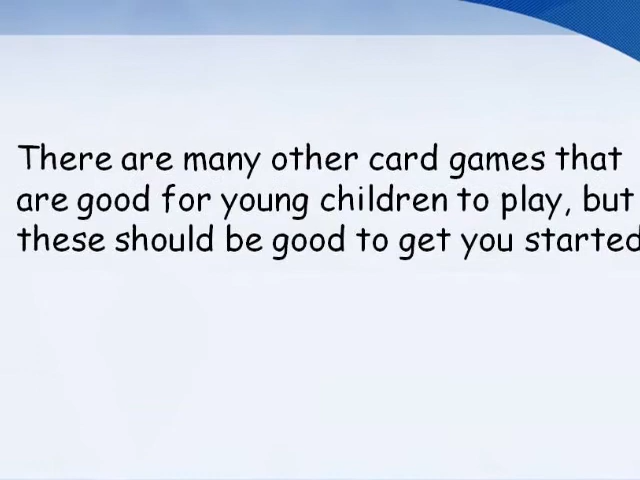 There are many other card games that
are good for young children to play, but
these should be good to get you started